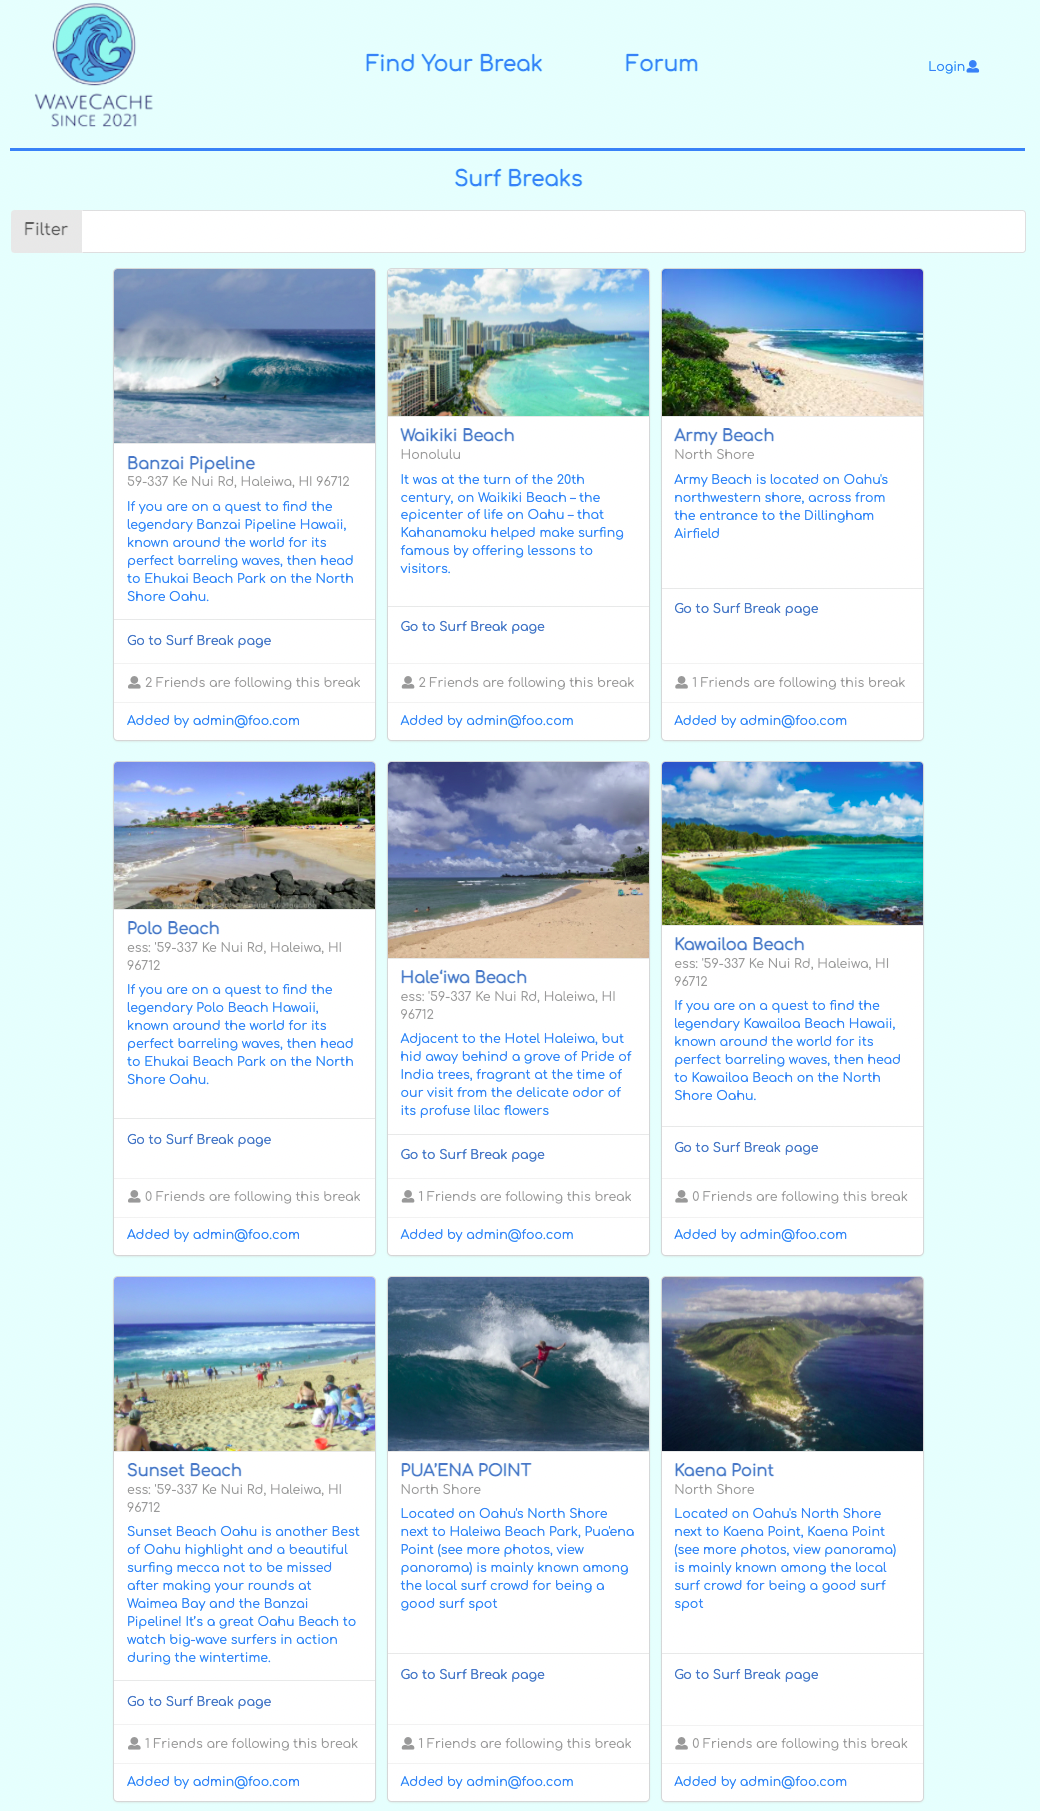 WAVECACHE
SINCE 2021
Find Your Break
Forum
Login
Surf Breaks
Filter
Banzai Pipeline
59-337 Ke Nui Rd, Haleiwa, HI 96712
If you are on a quest to find the
legendary Banzai Pipeline Hawaii,
known around the world for its
perfect barreling waves, then head
to Ehukai Beach Park on the North
Shore Oahu.
Go to Surf Break page
2 Friends are following this break
Added by admin@foo.com
Waikiki Beach
Honolulu
It was at the turn of the 20th
century, on Waikiki Beach – the
epicenter of life on Oahu – that
Kahanamoku helped make surfing
famous by offering lessons to
visitors.
Go to Surf Break page
2 Friends are following this break
Added by admin@foo.com
Army Beach
North Shore
Army Beach is located on Oahu's
northwestern shore, across from
the entrance to the Dillingham
Airfield
Go to Surf Break page
1 Friends are following this break
Added by admin@foo.com
Polo Beach
ess: '59-337 Ke Nui Rd, Haleiwa, HI
96712
If you are on a quest to find the
legendary Polo Beach Hawaii,
known around the world for its
perfect barreling waves, then head
to Ehukai Beach Park on the North
Shore Oahu.
Go to Surf Break page
0 Friends are following this break
Added by admin@foo.com
Hale‘iwa Beach
ess: '59-337 Ke Nui Rd, Haleiwa, HI
96712
Adjacent to the Hotel Haleiwa, but
hid away behind a grove of Pride of
India trees, fragrant at the time of
our visit from the delicate odor of
its profuse lilac flowers
Go to Surf Break page
1 Friends are following this break
Added by admin@foo.com
Kawailoa Beach
ess: '59-337 Ke Nui Rd, Haleiwa, HI
96712
If you are on a quest to find the
legendary Kawailoa Beach Hawaii,
known around the world for its
perfect barreling waves, then head
to Kawailoa Beach on the North
Shore Oahu.
Go to Surf Break page
0 Friends are following this break
Added by admin@foo.com
Sunset Beach
ess: '59-337 Ke Nui Rd, Haleiwa, HI
96712
Sunset Beach Oahu is another Best
of Oahu highlight and a beautiful
surfing mecca not to be missed
after making your rounds at
Waimea Bay and the Banzai
Pipeline! It’s a great Oahu Beach to
watch big-wave surfers in action
during the wintertime.
Go to Surf Break page
1 Friends are following this break
Added by admin@foo.com
PUA’ENA POINT
North Shore
Located on Oahu's North Shore
next to Haleiwa Beach Park, Pua'ena
Point (see more photos, view
panorama) is mainly known among
the local surf crowd for being a
good surf spot
Go to Surf Break page
1 Friends are following this break
Added by admin@foo.com
Kaena Point
North Shore
Located on Oahu's North Shore
next to Kaena Point, Kaena Point
(see more photos, view panorama)
is mainly known among the local
surf crowd for being a good surf
spot
Go to Surf Break page
0 Friends are following this break
Added by admin@foo.com